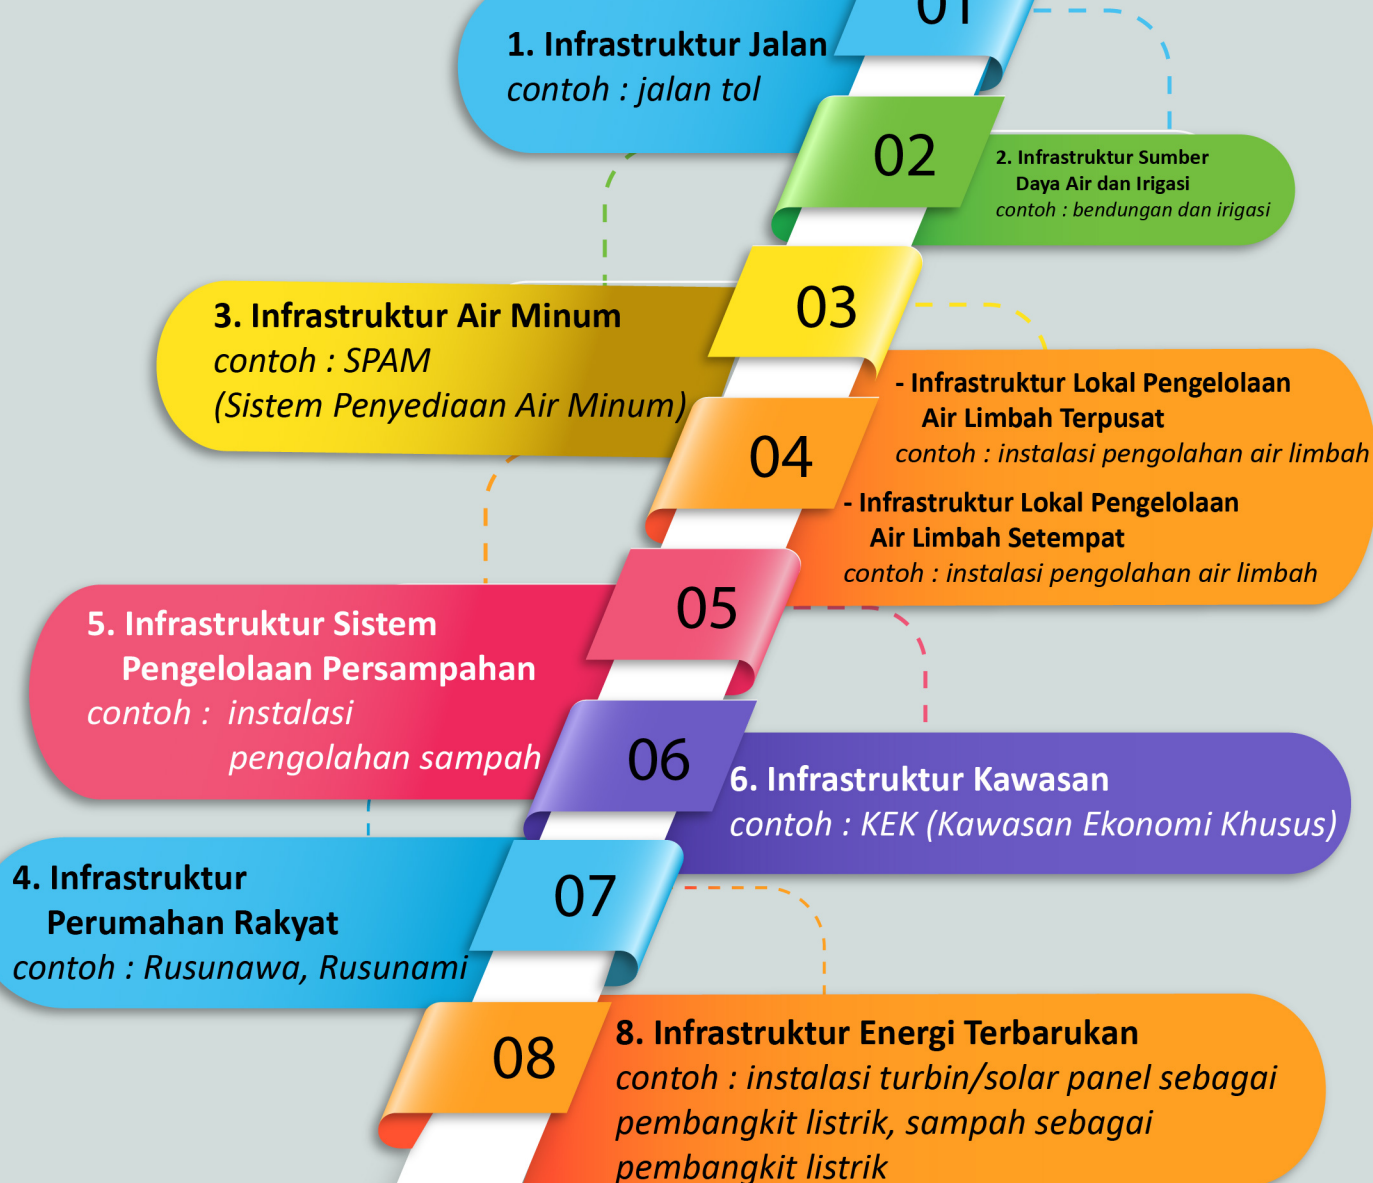 01
1. Infrastruktur Jalan
contoh : jalan tol
02
2. Infrastruktur Sumber
Daya Air dan Irigasi
contoh : bendungan dan irigasi
03
3. Infrastruktur Air Minum
contoh : SPAM
(Sistem Penyediaan Air Minum)
04
- Infrastruktur Lokal Pengelolaan
Air Limbah Terpusat
contoh : instalasi pengolahan air limbah
- Infrastruktur Lokal Pengelolaan
Air Limbah Setempat
contoh : instalasi pengolahan air limbah
05
5. Infrastruktur Sistem
Pengelolaan Persampahan
contoh : instalasi
pengolahan sampah
06
6. Infrastruktur Kawasan
contoh : KEK (Kawasan Ekonomi Khusus)
07
4. Infrastruktur
Perumahan Rakyat
contoh : Rusunawa, Rusunami
08
8. Infrastruktur Energi Terbarukan
contoh : instalasi turbin/solar panel sebagai
pembangkit listrik, sampah sebagai
pembangkit listrik